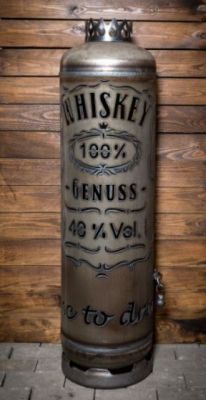 WHISKEY
100%
- GENUSS -
40 % Vol.
to